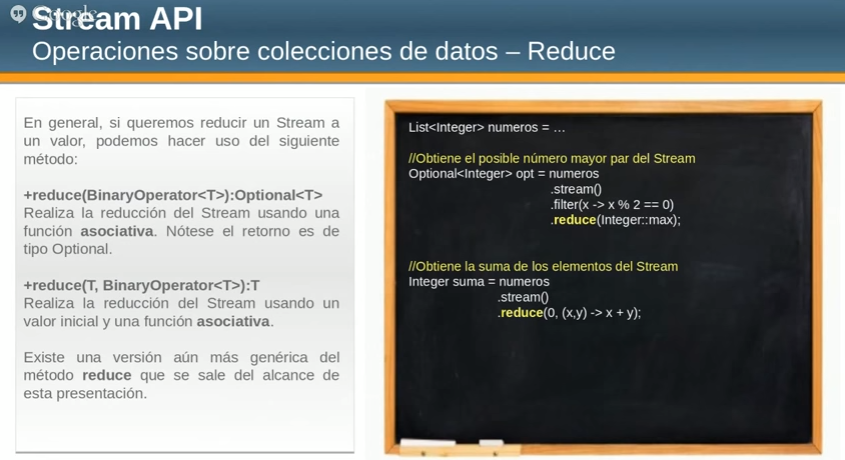 Google
Stream API
Operaciones sobre colecciones de datos – Reduce
En general, si queremos reducir un Stream a
un valor, podemos hacer uso del siguiente
método:
+reduce(BinaryOperator<T>):Optional<T>
Realiza la reducción del Stream usando una
función asociativa. Nótese el retorno es de
tipo Optional.
+reduce(T, BinaryOperator<T>):T
Realiza la reducción del Stream usando un
valor inicial y una función asociativa.
Existe una versión aún más genérica del
método reduce que se sale del alcance de
esta presentación.
List<Integer> numeros = …
//Obtiene el posible número mayor par del Stream
Optional<Integer> opt = numeros
.stream()
.filter(x -> x % 2 == 0)
.reduce(Integer::max);
//Obtiene la suma de los elementos del Stream
Integer suma = numeros
.stream()
.reduce(0, (x,y) -> x + y);